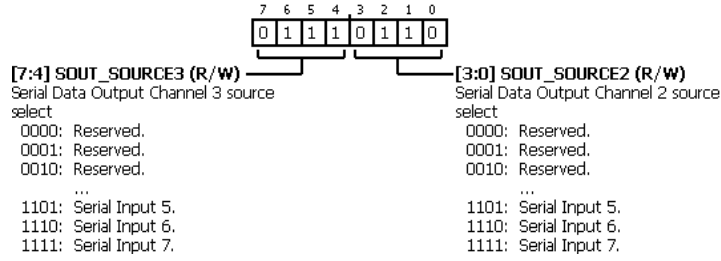 7 6 5 4 3 2 1 0
0 1 1 1 0 1 1 0
[7:4] SOUT_SOURCE3 (R/W)
Serial Data Output Channel 3 source
select
0000: Reserved.
0001: Reserved.
0010: Reserved.
...
1101: Serial Input 5.
1110: Serial Input 6.
1111: Serial Input 7.
[3:0] SOUT_SOURCE2 (R/W)
Serial Data Output Channel 2 source
select
0000: Reserved.
0001: Reserved.
0010: Reserved.
...
1101: Serial Input 5.
1110: Serial Input 6.
1111: Serial Input 7.